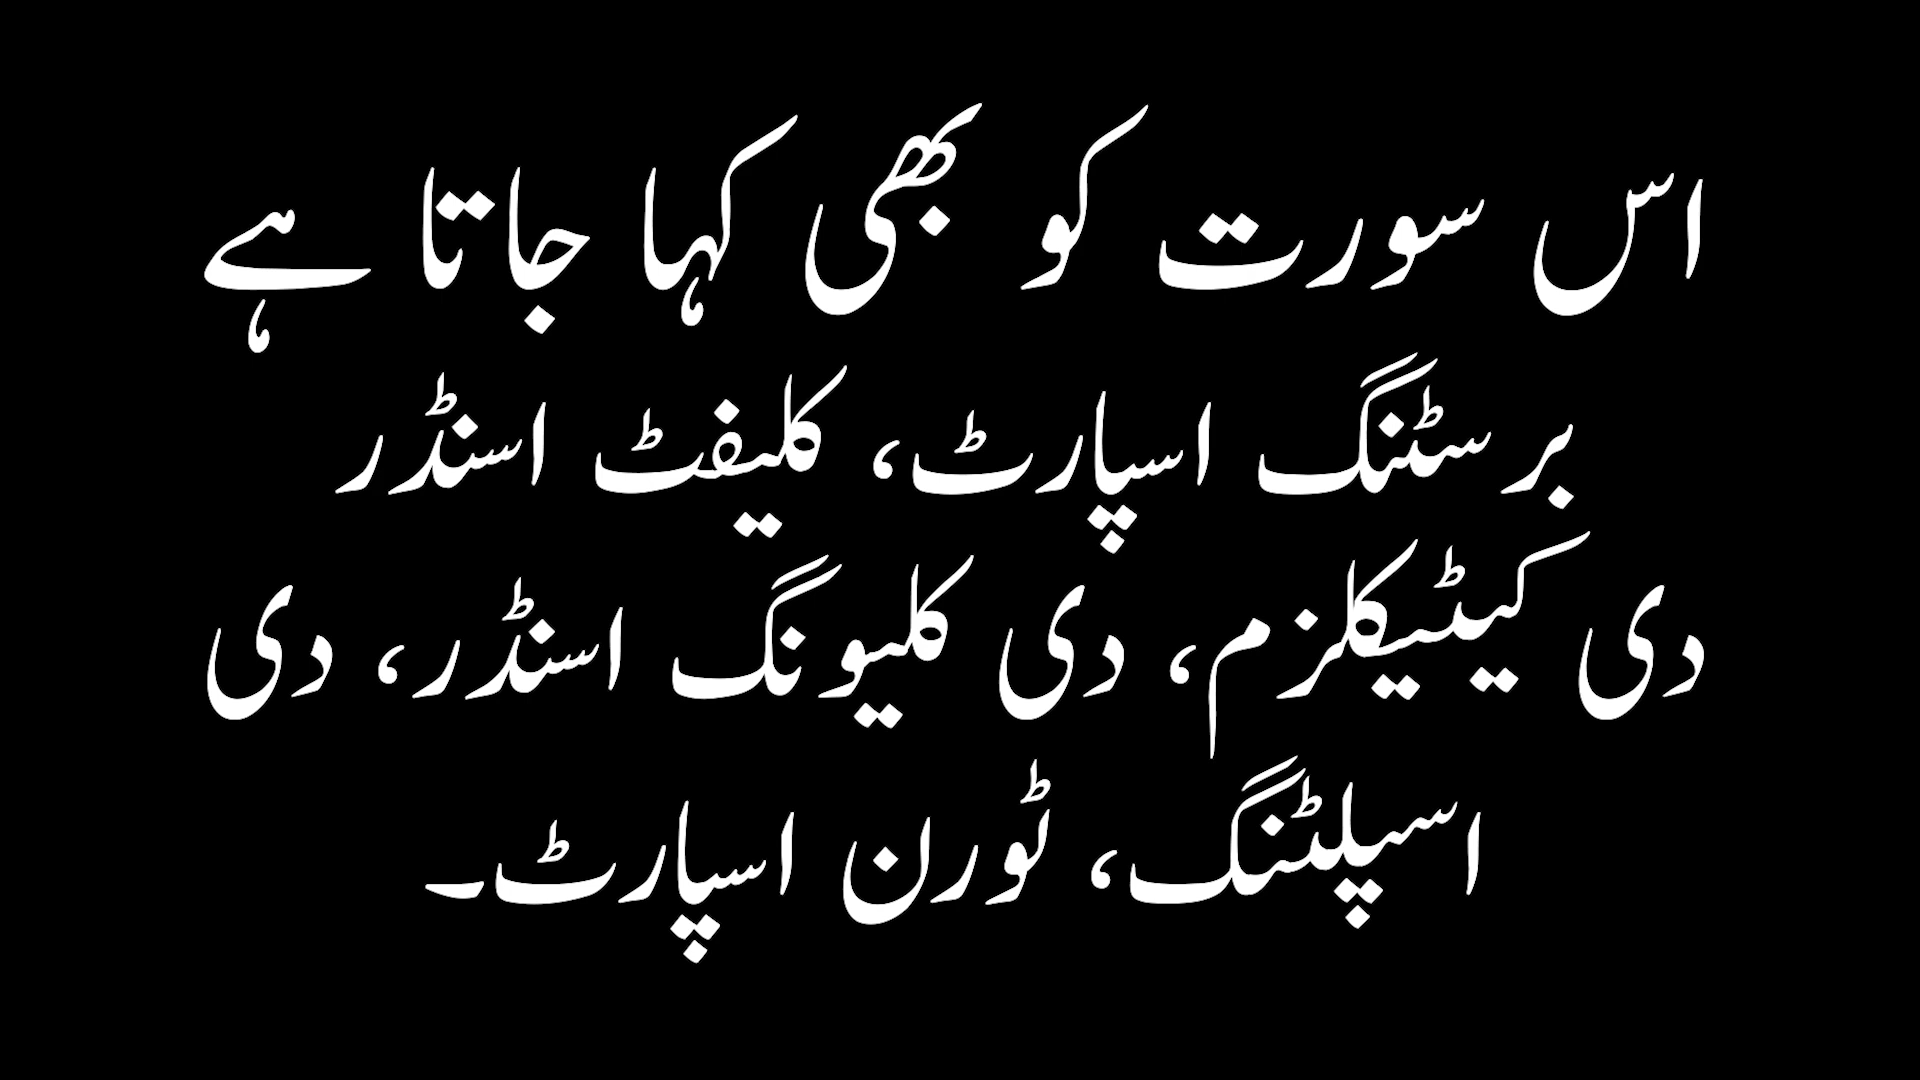 اس سورت کو بھی کہا جاتا ہے
برسٹنگ اسپارٹ، کلیفٹ اسنڈر
دی کیٹیکلزم، دی کلیونگ اسنڈر، دی
اسپلٹنگ، ٹورن اسپارٹ۔